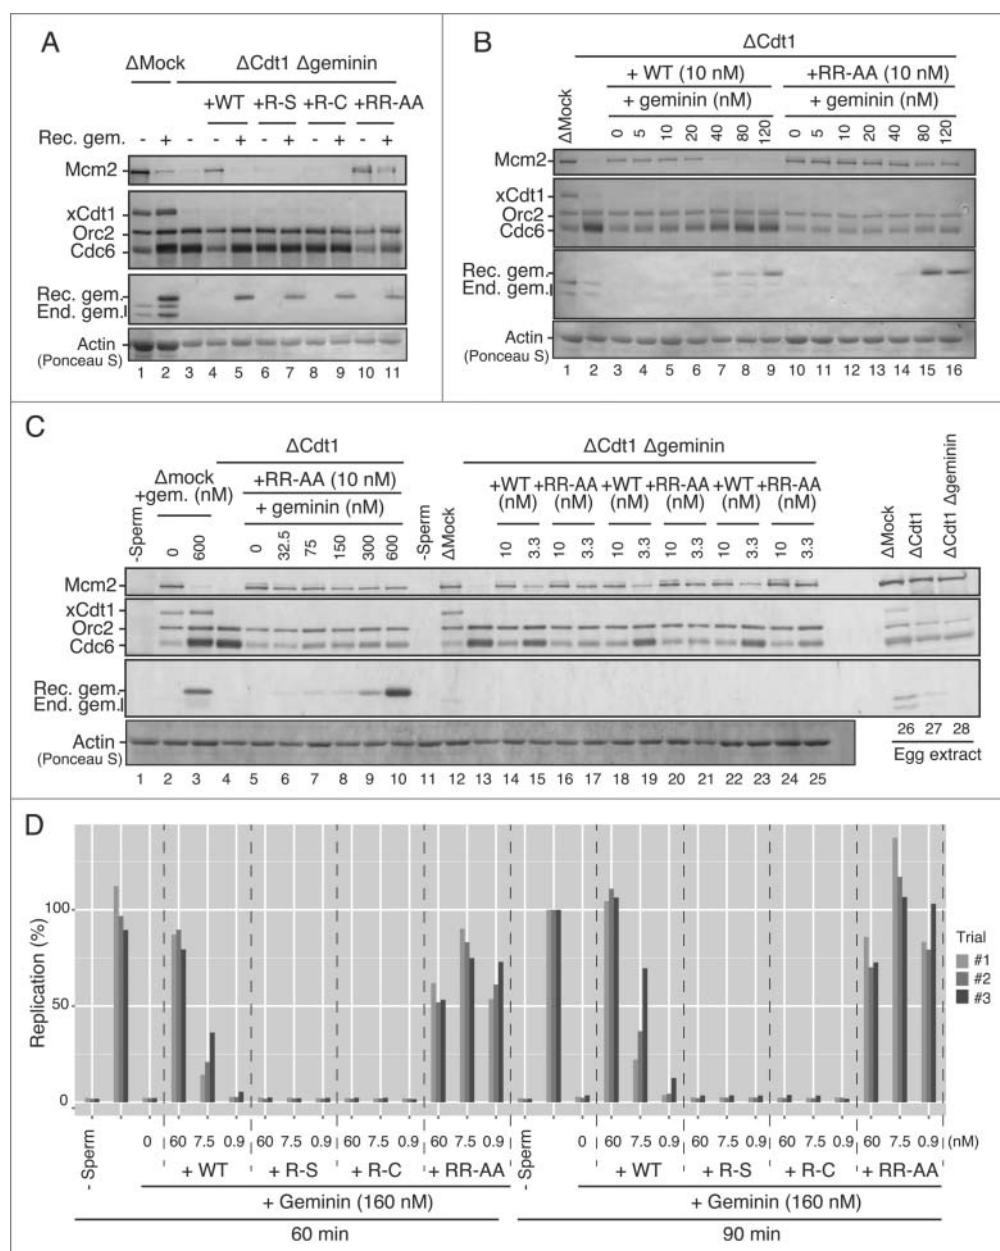 A
ΔMock ΔCdt1 Δgeminin
+WT +R-S +R-C +RR-AA
Rec. gem. - + - - + - + - + - +
Mcm2
xCdt1
Orc2
Cdc6
Rec. gem.
End. gem.
Actin
(Ponceau S)
1 2 3 4 5 6 7 8 9 10 11
B
ΔCdt1
+ WT (10 nM) +RR-AA (10 nM)
+ geminin (nM) + geminin (nM)
ΔMock 0 5 10 20 40 80 120 0 5 10 20 40 80 120
Mcm2
xCdt1
Orc2
Cdc6
Rec. gem.
End. gem.
Actin
(Ponceau S)
1 2 3 4 5 6 7 8 9 10 11 12 13 14 15 16
C
ΔCdt1 ΔCdt1 Δgeminin
Δmock +RR-AA (10 nM) +WT +RR-AA +WT +RR-AA +WT +RR-AA
+gem. (nM) + geminin (nM) (nM) (nM) (nM) (nM) (nM) (nM)
-Sperm 0 600 0 32.5 75 150 300 600 -Sperm ΔMock 10 3.3 10 3.3 10 3.3 10 3.3 10 3.3 10 3.3 ΔMock ΔCdt1 ΔCdt1 Δgeminin
Mcm2
xCdt1
Orc2
Cdc6
Rec. gem.
End. gem.
26 27 28
Egg extract
Actin
(Ponceau S)
1 2 3 4 5 6 7 8 9 10 11 12 13 14 15 16 17 18 19 20 21 22 23 24 25
D
Replication (%)
100
50
0
Trial
#1
#2
#3
- Sperm 0 60 7.5 0.9 60 7.5 0.9 60 7.5 0.9 60 7.5 0.9 - Sperm 0 60 7.5 0.9 60 7.5 0.9 60 7.5 0.9 60 7.5 0.9 (nM)
+ WT + R-S + R-C + RR-AA + WT + R-S + R-C + RR-AA
+ Geminin (160 nM) + Geminin (160 nM)
60 min 90 min